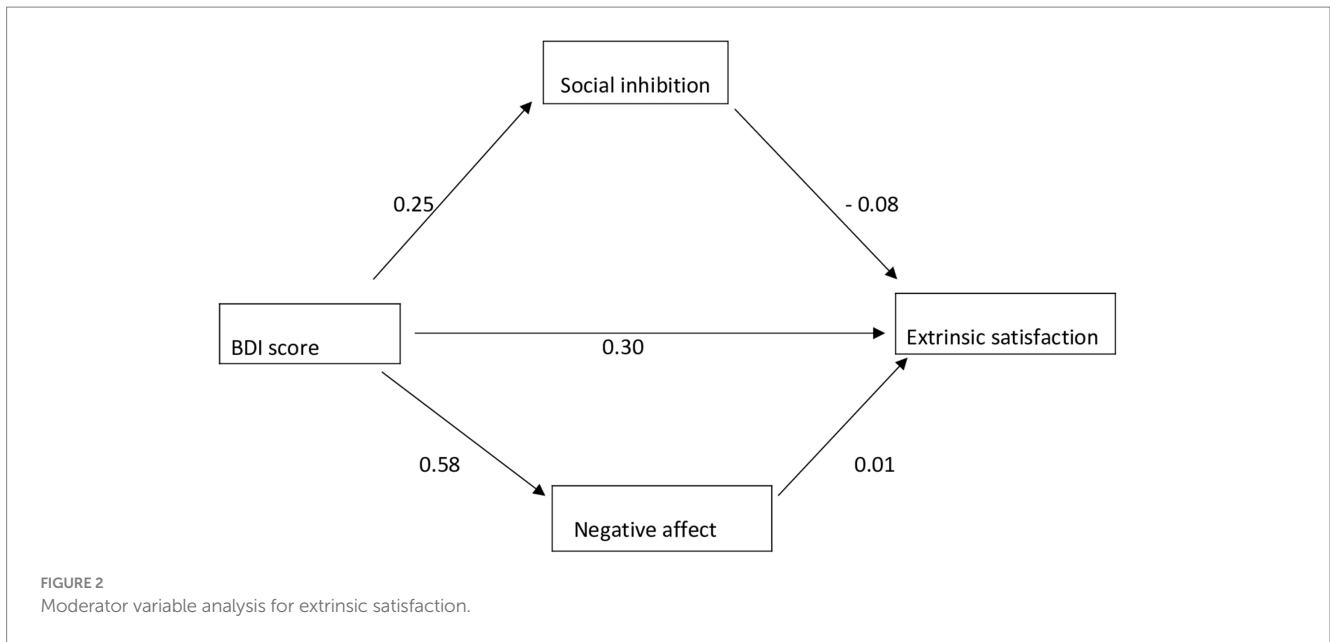 Social inhibition
0.25
- 0.08
BDI score
0.30
Extrinsic satisfaction
0.58
0.01
Negative affect
FIGURE 2
Moderator variable analysis for extrinsic satisfaction.